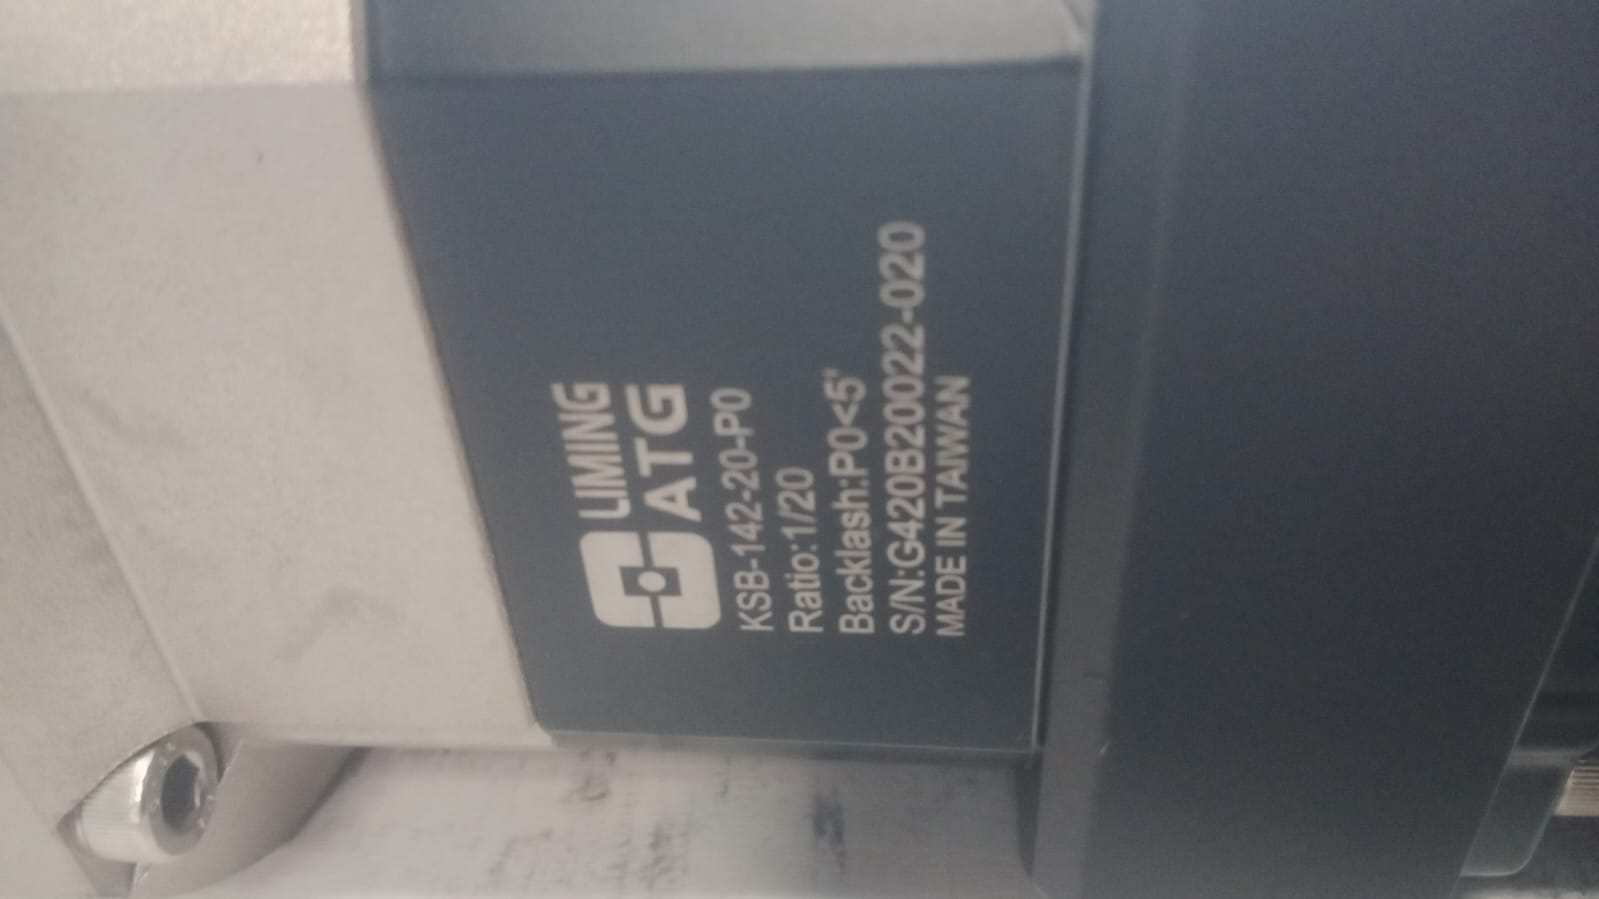 LIMING
ATG
KSB-142-20-P0
Ratio:1/20
Backlash:P0<5'
S/N:G420B20022-020
MADE IN TAIWAN